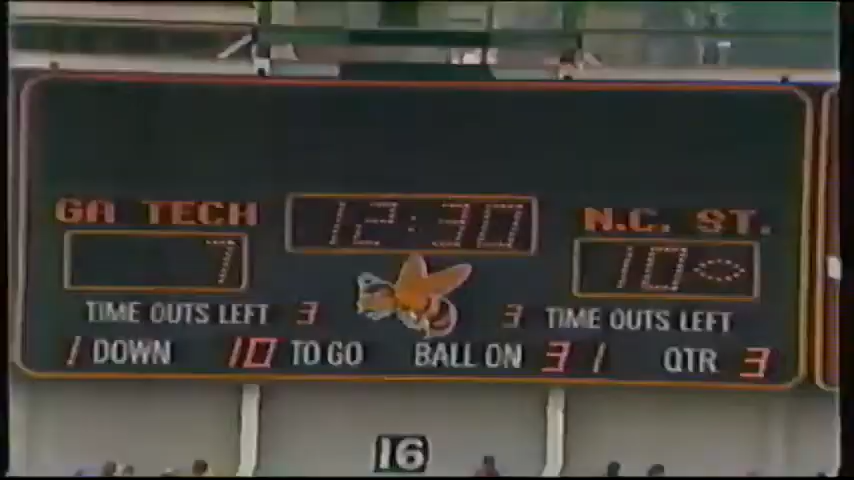 GA TECH 12:30 N.C. ST.
7 10
TIME OUTS LEFT 3 3 TIME OUTS LEFT
1 DOWN 10 TO GO BALL ON 31 QTR 3
16